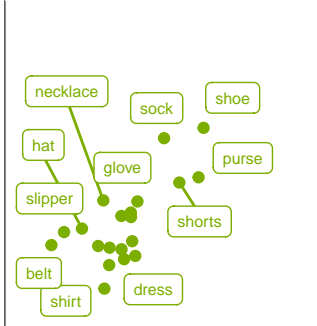 necklace
sock
shoe
hat
glove
purse
slipper
shorts
belt
shirt
dress